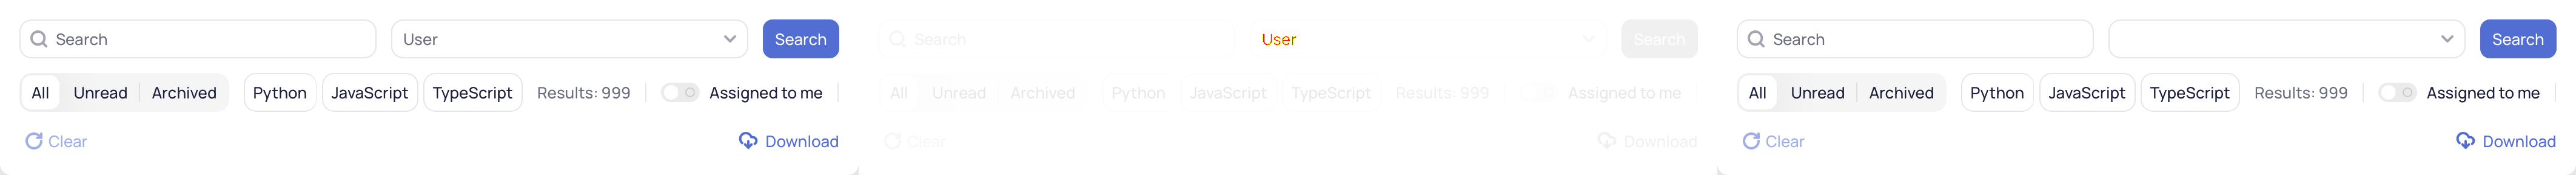 Search User Search Search User Search Search Search
All Unread Archived Python JavaScript TypeScript Results: 999 Assigned to me All Unread Archived Python JavaScript TypeScript Results: 999 Assigned to me All Unread Archived Python JavaScript TypeScript Results: 999 Assigned to me
Clear Download Clear Download Clear Download